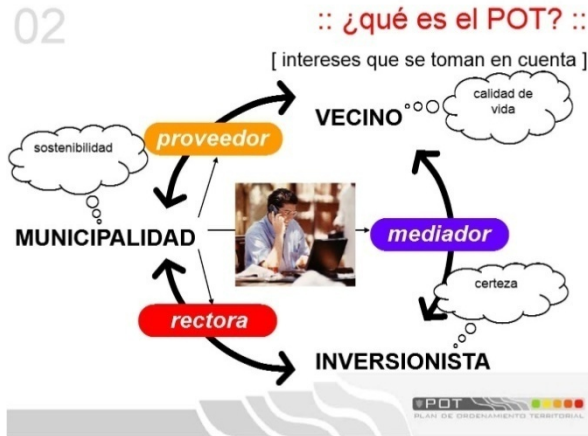 02
:: ¿qué es el POT? ::
[ intereses que se toman en cuenta ]
calidad de
vida
VECINO
proveedor
sostenibilidad
MUNICIPALIDAD
mediador
certeza
rectora
INVERSIONISTA
POT
PLAN DE ORDENAMIENTO TERRITORIAL